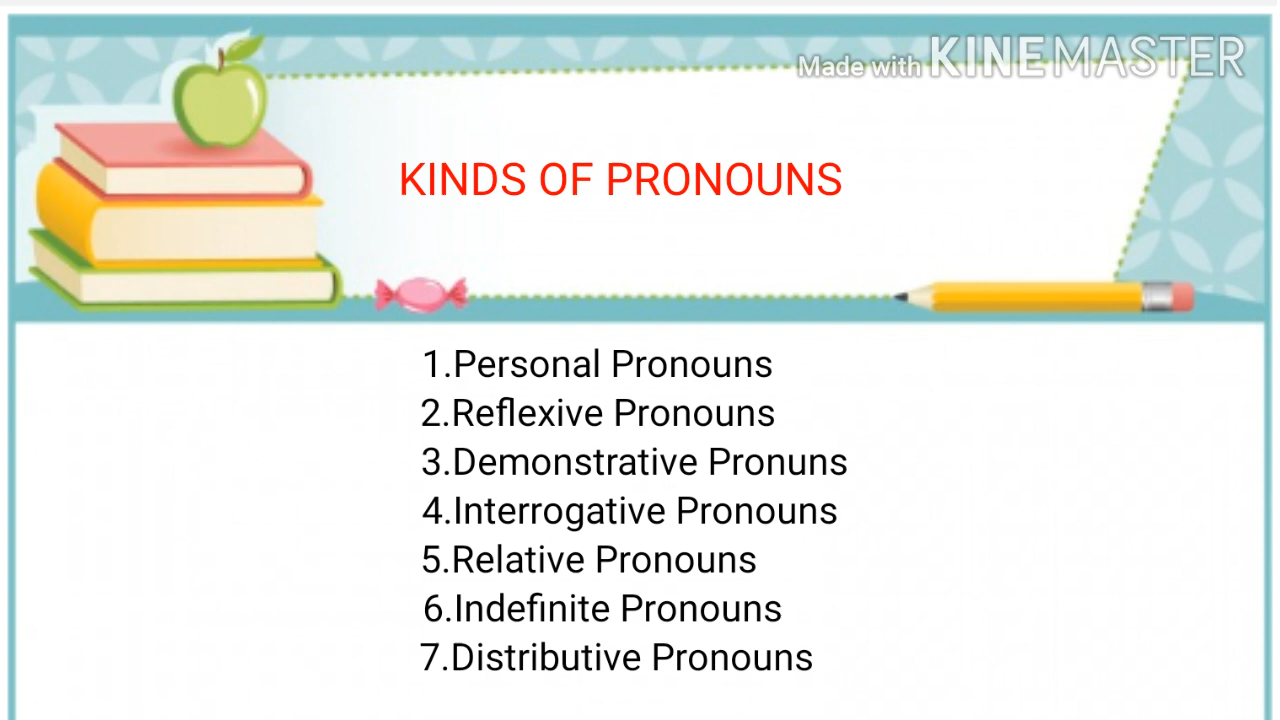 Made with KINEMASTER
KINDS OF PRONOUNS
1.Personal Pronouns
2.Reflexive Pronouns
3.Demonstrative Pronuns
4.Interrogative Pronouns
5.Relative Pronouns
6.Indefinite Pronouns
7.Distributive Pronouns